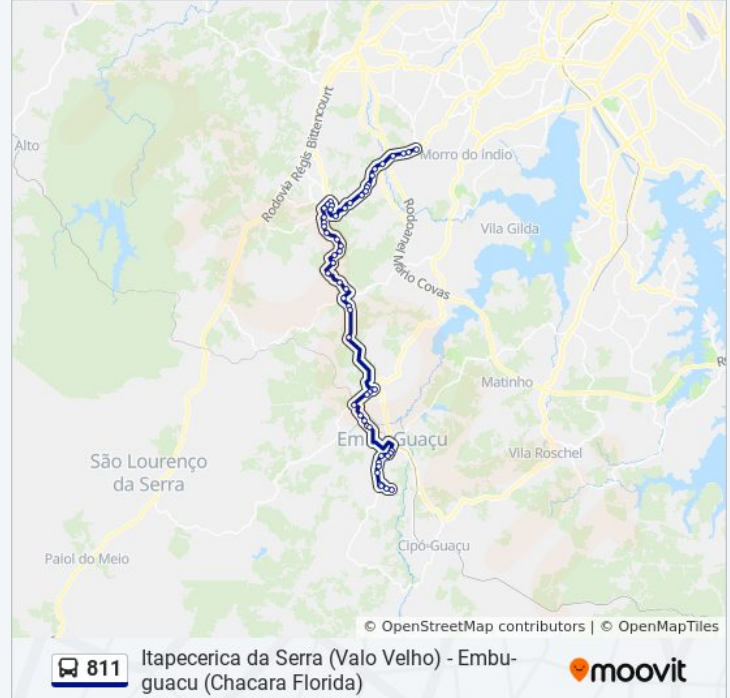 Alto
Rodovia Régis Bittencourt
Morro do Índio
Rodoanel Mário Covas
Vila Gilda
Matinho
Embu-Guaçu
São Lourenço
da Serra
Vila Roschel
Cipó-Guaçu
Paiol do Meio
© OpenStreetMap contributors | © OpenMapTiles
811
Itapecerica da Serra (Valo Velho) - Embu-
guacu (Chacara Florida)
moovit